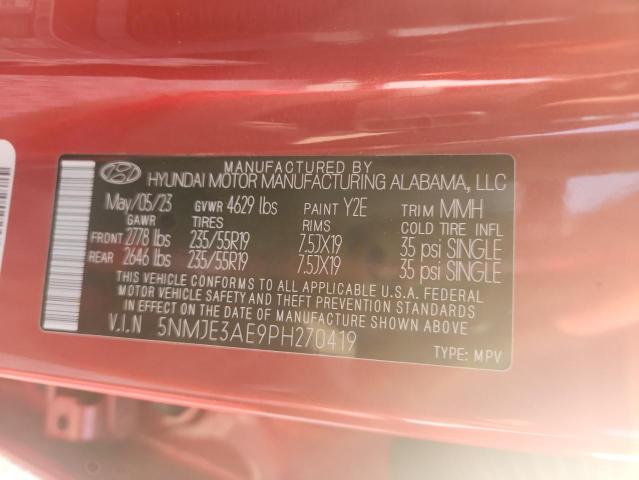 MANUFACTURED BY
HYUNDAI MOTOR MANUFACTURING ALABAMA, LLC
May/05/23 GVWR 4629 lbs PAINT Y2E TRIM MMH
GAWR TIRES RIMS COLD TIRE INFL
FRONT 2778 lbs 235/55R19 7.5JX19 35 psi SINGLE
REAR 2646 lbs 235/55R19 7.5JX19 35 psi SINGLE
THIS VEHICLE CONFORMS TO ALL APPLICABLE U.S.A. FEDERAL
MOTOR VEHICLE SAFETY AND THEFT PREVENTION STANDARDS
IN EFFECT ON THE DATE OF MANUFACTURE SHOWN ABOVE.
V.I.N 5NMJE3AE9PH270419
TYPE: MPV